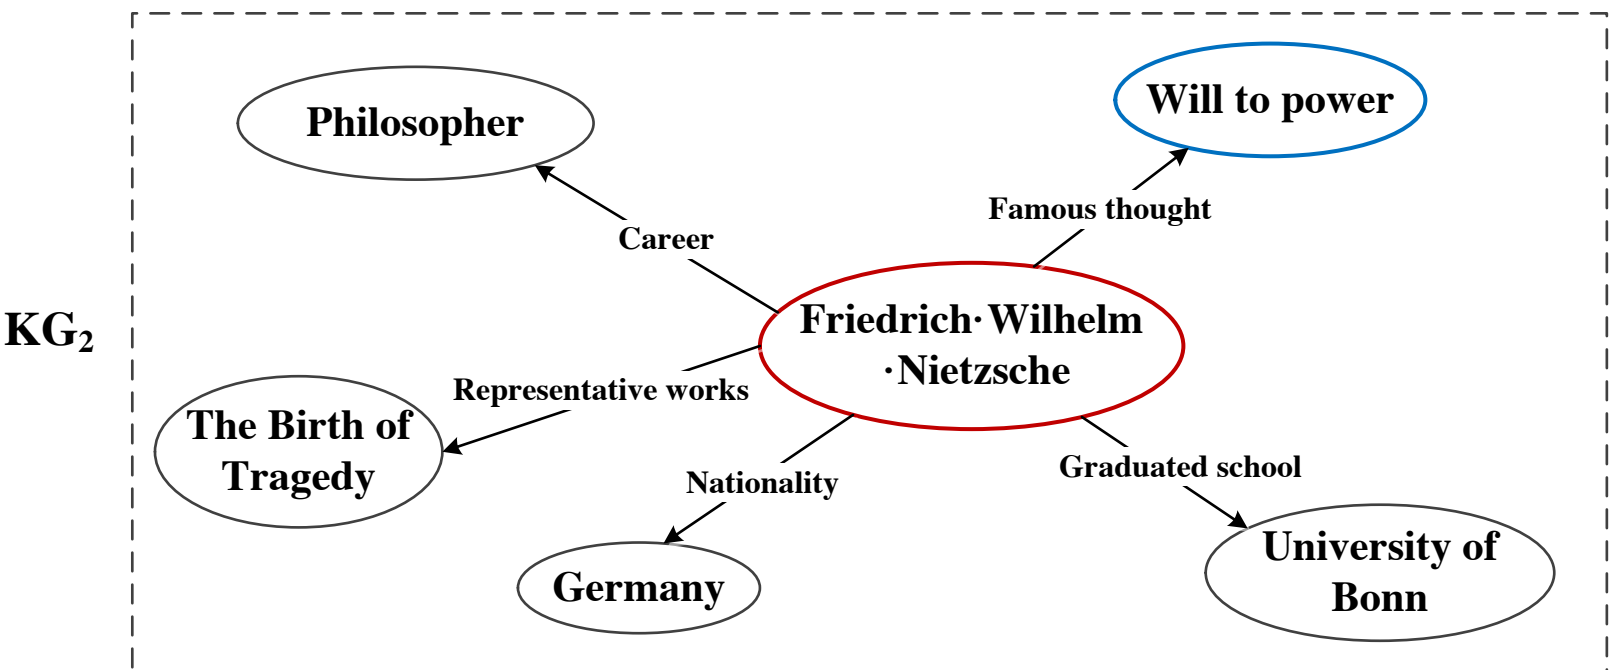 Will to power
Philosopher
Famous thought
Career
Friedrich·Wilhelm
·Nietzsche
KG₂
Representative works
The Birth of
Tragedy
Graduated school
Nationality
University of
Bonn
Germany